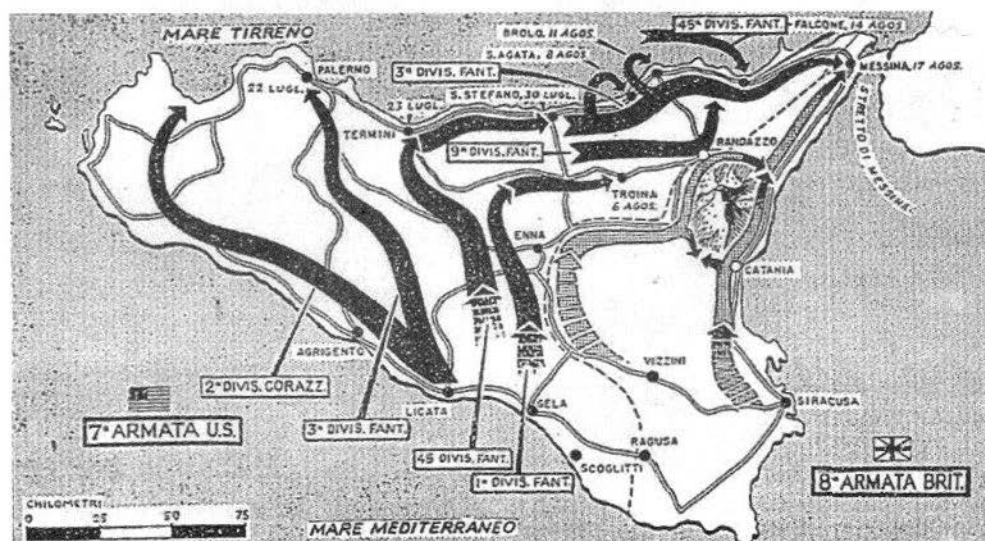 MARE TIRRENO
45ª DIVIS. FANT.
FALCONE, 14 AGOS.
BROLO, 11 AGOS.
S. AGATA, 8 AGOS.
3ª DIVIS. FANT.
MESSINA, 17 AGOS.
PALERMO
22 LUGL.
S. STEFANO, 30 LUGL.
23 LUGL.
TERMINI
STRETTO DI MESSINA
9ª DIVIS. FANT.
RANDAZZO
TROINA
6 AGOS.
ENNA
CATANIA
AGRIGENTO
VIZZINI
2ª DIVIS. CORAZZ.
LICATA
GELA
SIRACUSA
7ª ARMATA U.S.
3ª DIVIS. FANT.
45 DIVIS. FANT.
RAGUSA
SCOGLITTI
1ª DIVIS. FANT.
8ª ARMATA BRIT.
CHILOMETRI
0 25 50 75
MARE MEDITERRANEO